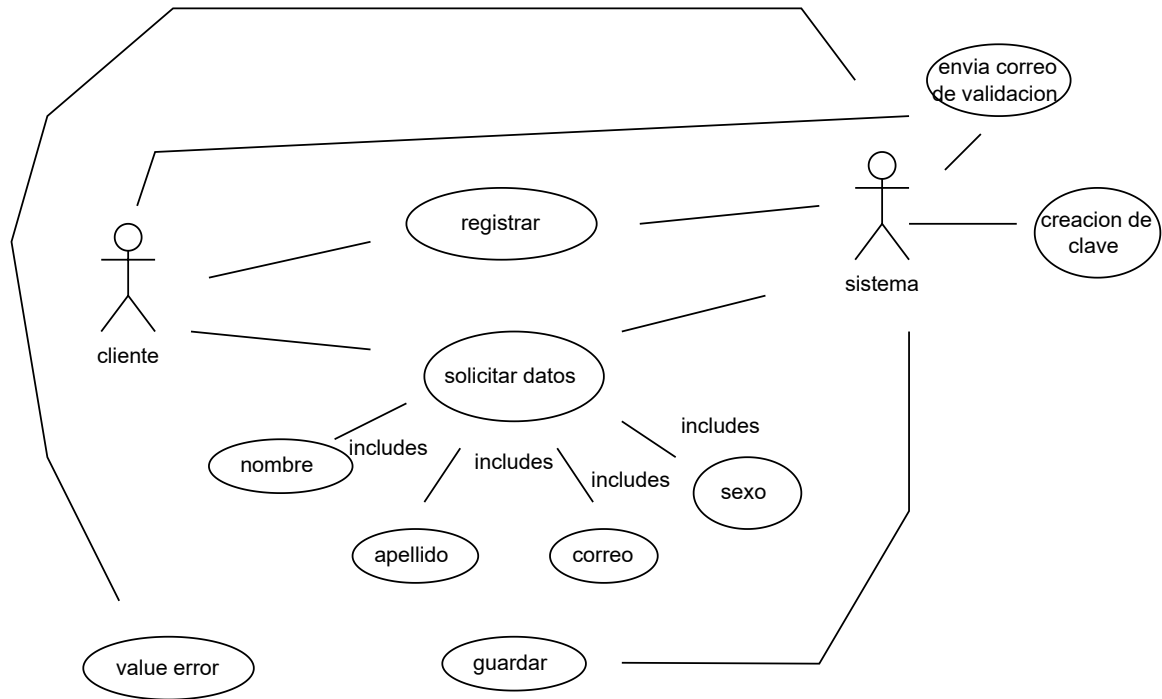 envia correo
de validacion
registrar
creacion de
clave
sistema
cliente
solicitar datos
includes
includes
nombre
includes
includes
sexo
apellido
correo
value error
guardar